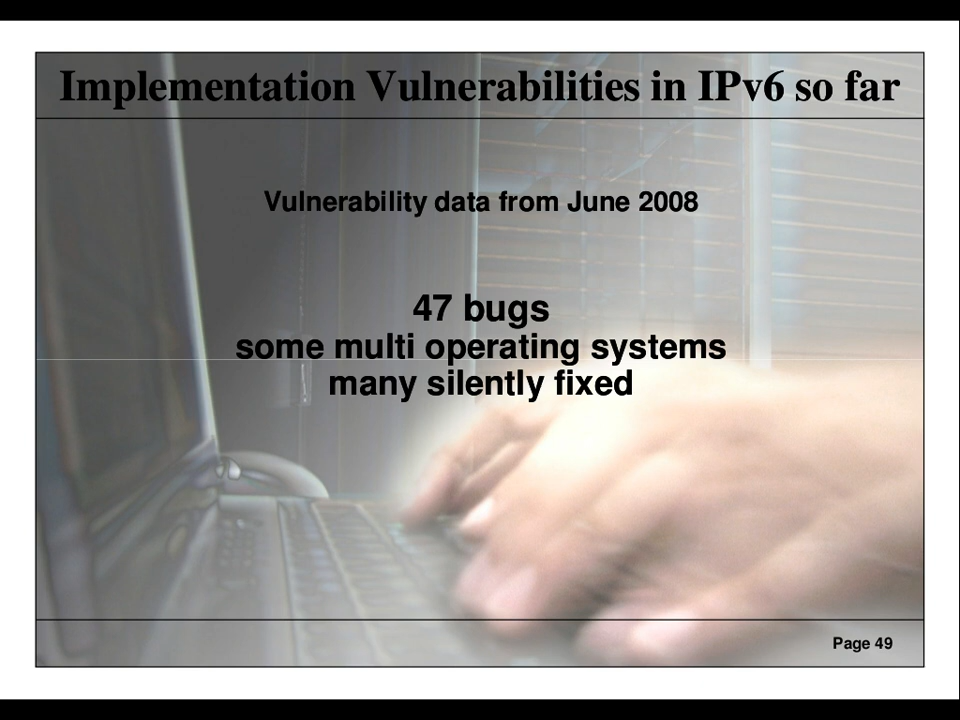 Implementation Vulnerabilities in IPv6 so far
Vulnerability data from June 2008
47 bugs
some multi operating systems
many silently fixed
Page 49